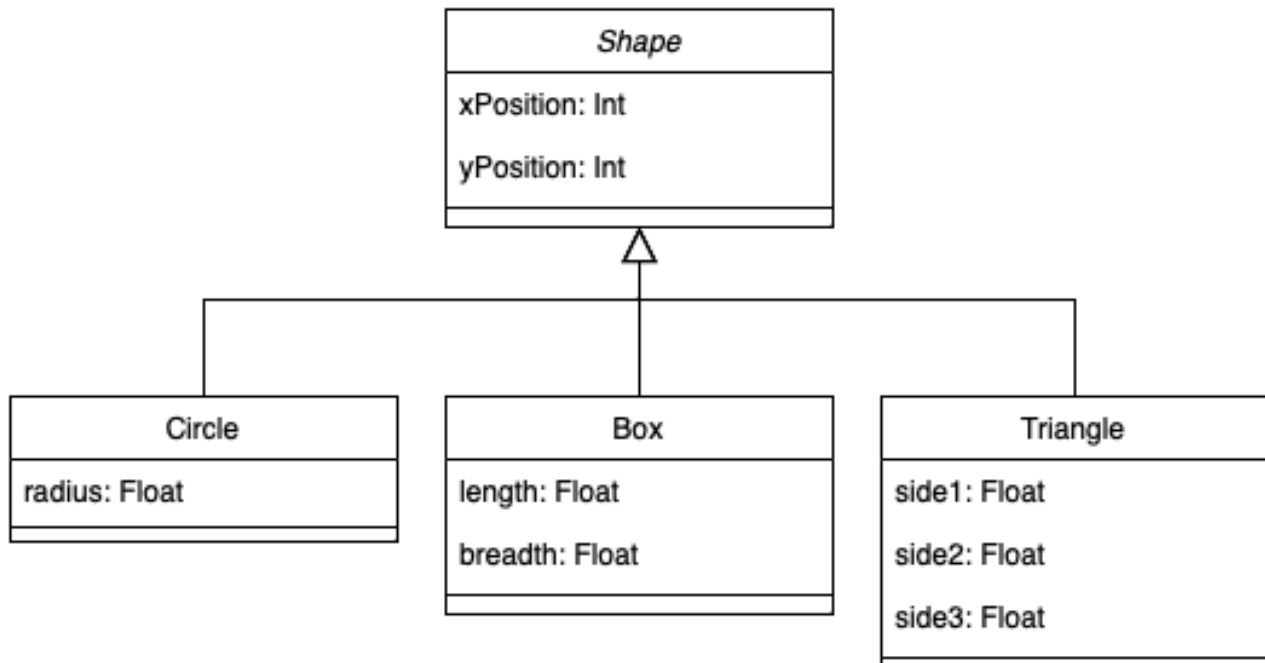 Shape
xPosition: Int
yPosition: Int
Circle
radius: Float
Box
length: Float
breadth: Float
Triangle
side1: Float
side2: Float
side3: Float